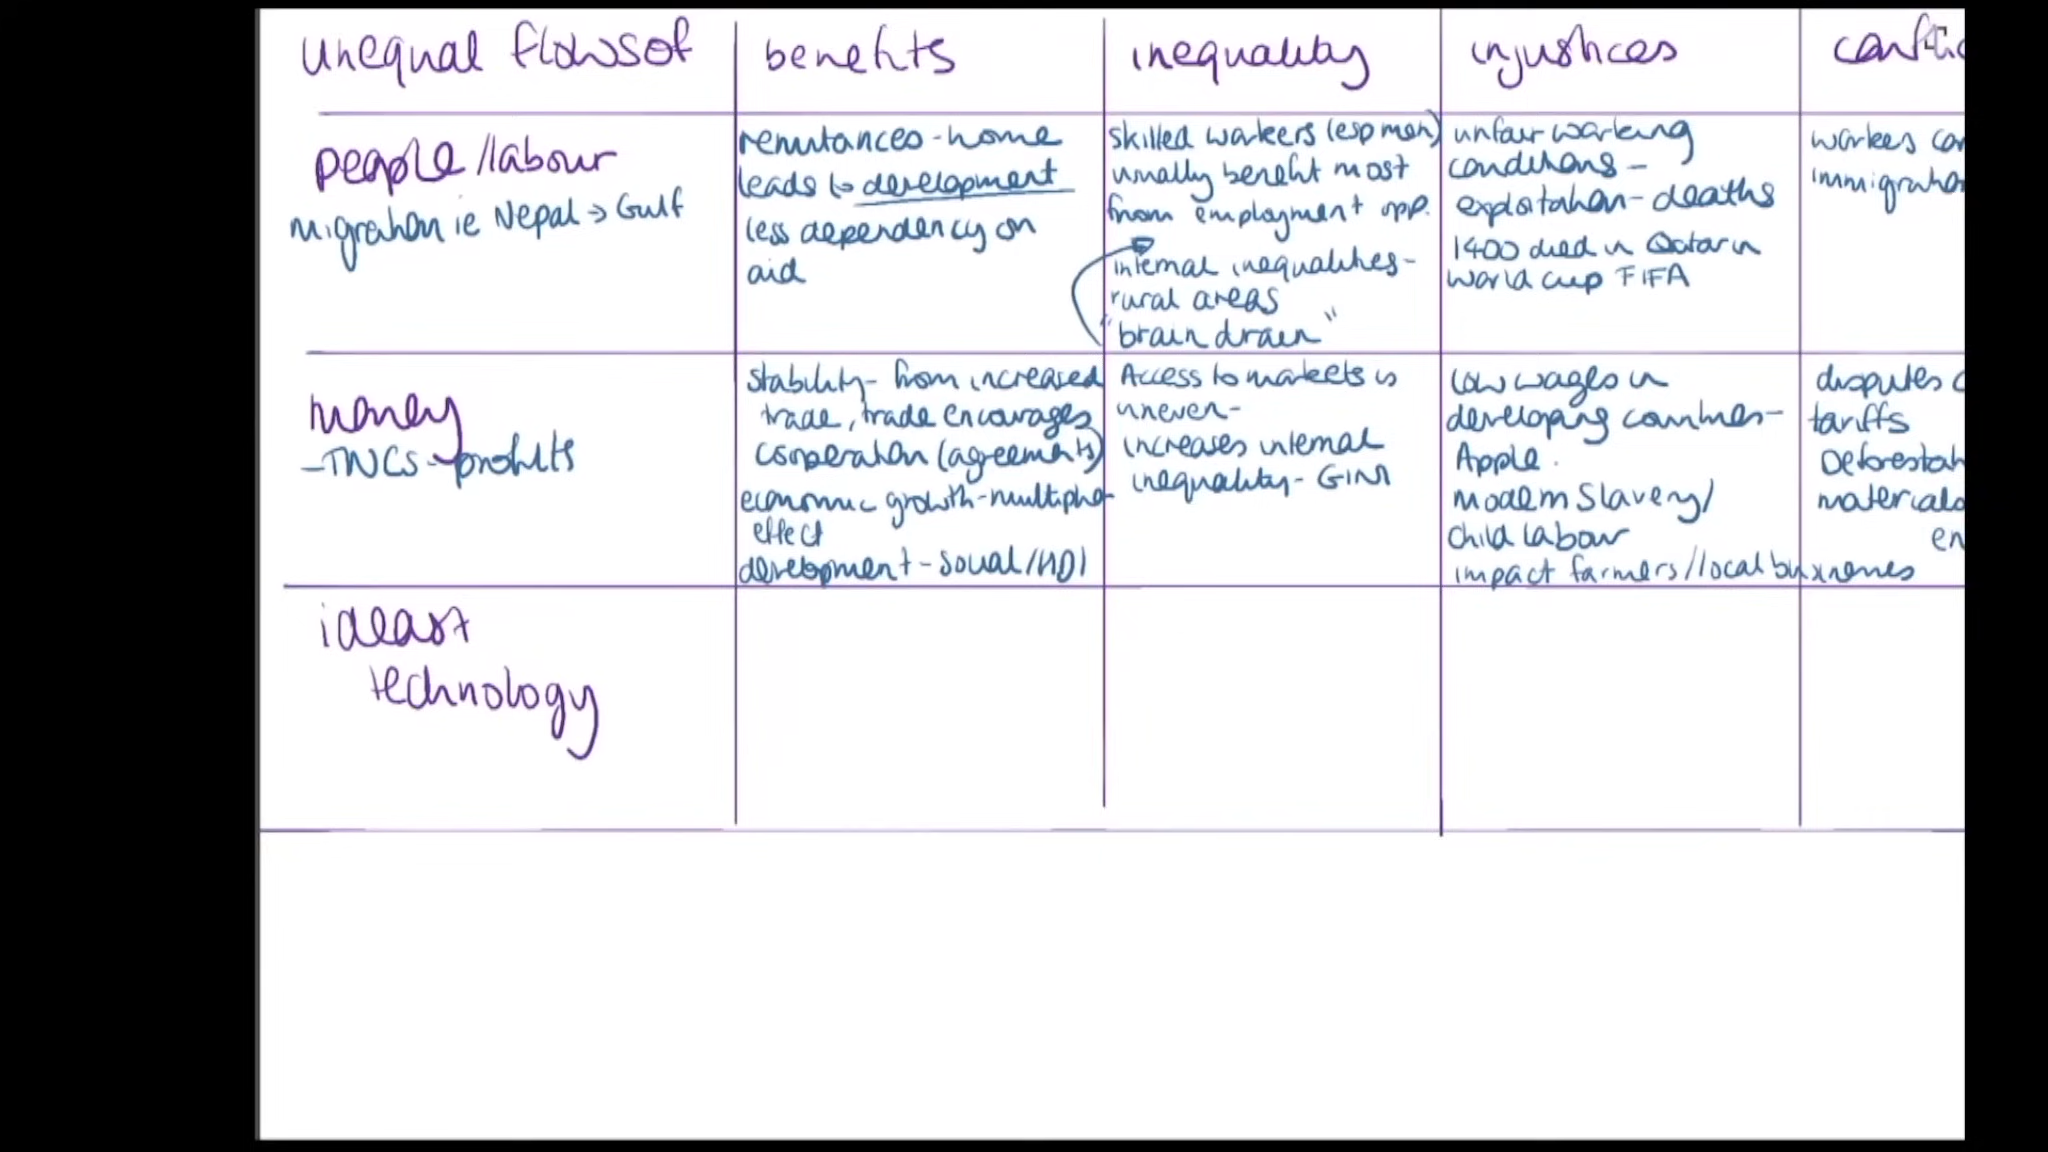 unequal flows of
benefits
inequality
injustices
people/labour
migration ie Nepal → Gulf
remittances - home
leads to development
less dependency on
aid
skilled workers (esp men)
usually benefit most
from employment opp.
internal inequalities -
rural areas
"brain drain"
unfair working
conditions -
exploitation - deaths
1400 died in Qatar in
world cup FIFA
workers
money
- TNCs - profits
stability - from increased
trade, trade encourages
cooperation (agreements)
economic growth - multiplier
effect
development - social/HDI
Access to markets is
uneven -
increases internal
inequality - GINI
low wages in
developing countries -
Apple.
modern slavery/
child labour
impact farmers/local businesses
disputes
tariffs
ideas +
technology